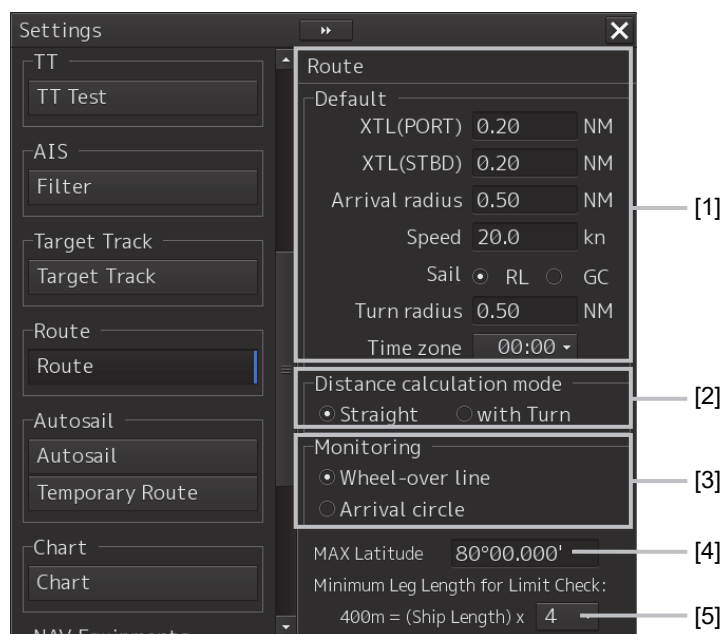 Settings
TT
TT Test
AIS
Filter
Target Track
Target Track
Route
Route
Autosail
Autosail
Temporary Route
Chart
Chart
NAV Equipments
Route
Default
XTL(PORT) 0.20 NM
XTL(STBD) 0.20 NM
Arrival radius 0.50 NM
Speed 20.0 kn
Sail RL GC
Turn radius 0.50 NM
Time zone 00:00
[1]
Distance calculation mode
Straight with Turn
[2]
Monitoring
Wheel-over line
Arrival circle
[3]
MAX Latitude 80°00.000'
[4]
Minimum Leg Length for Limit Check:
400m = (Ship Length) x 4
[5]